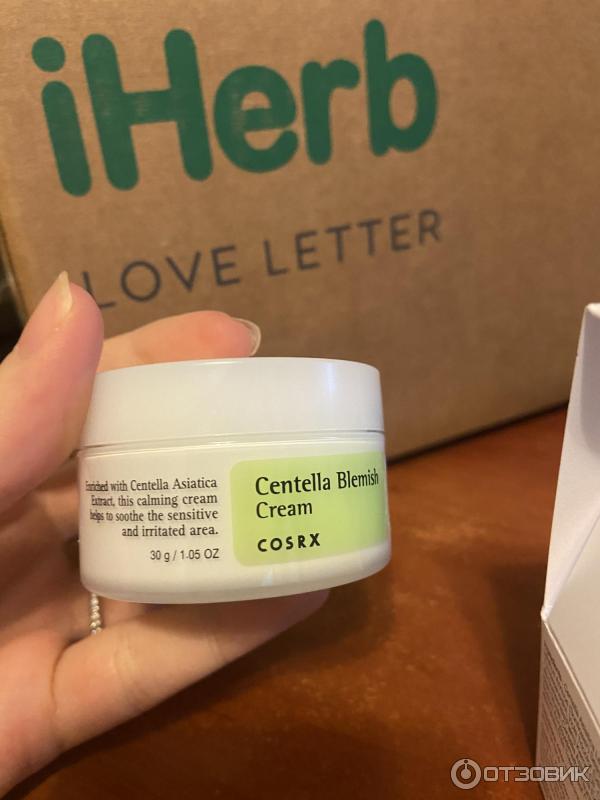 iHerb
LOVE LETTER
Enriched with Centella Asiatica
Extract, this calming cream
helps to soothe the sensitive
and irritated area.
30 g / 1.05 OZ
Centella Blemish
Cream
COSRX
ОТЗОВИК